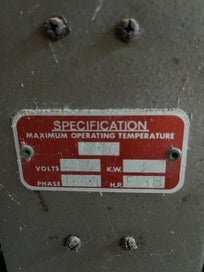 SPECIFICATION
MAXIMUM OPERATING TEMPERATURE
VOLTS K.W.
PHASE H.P.